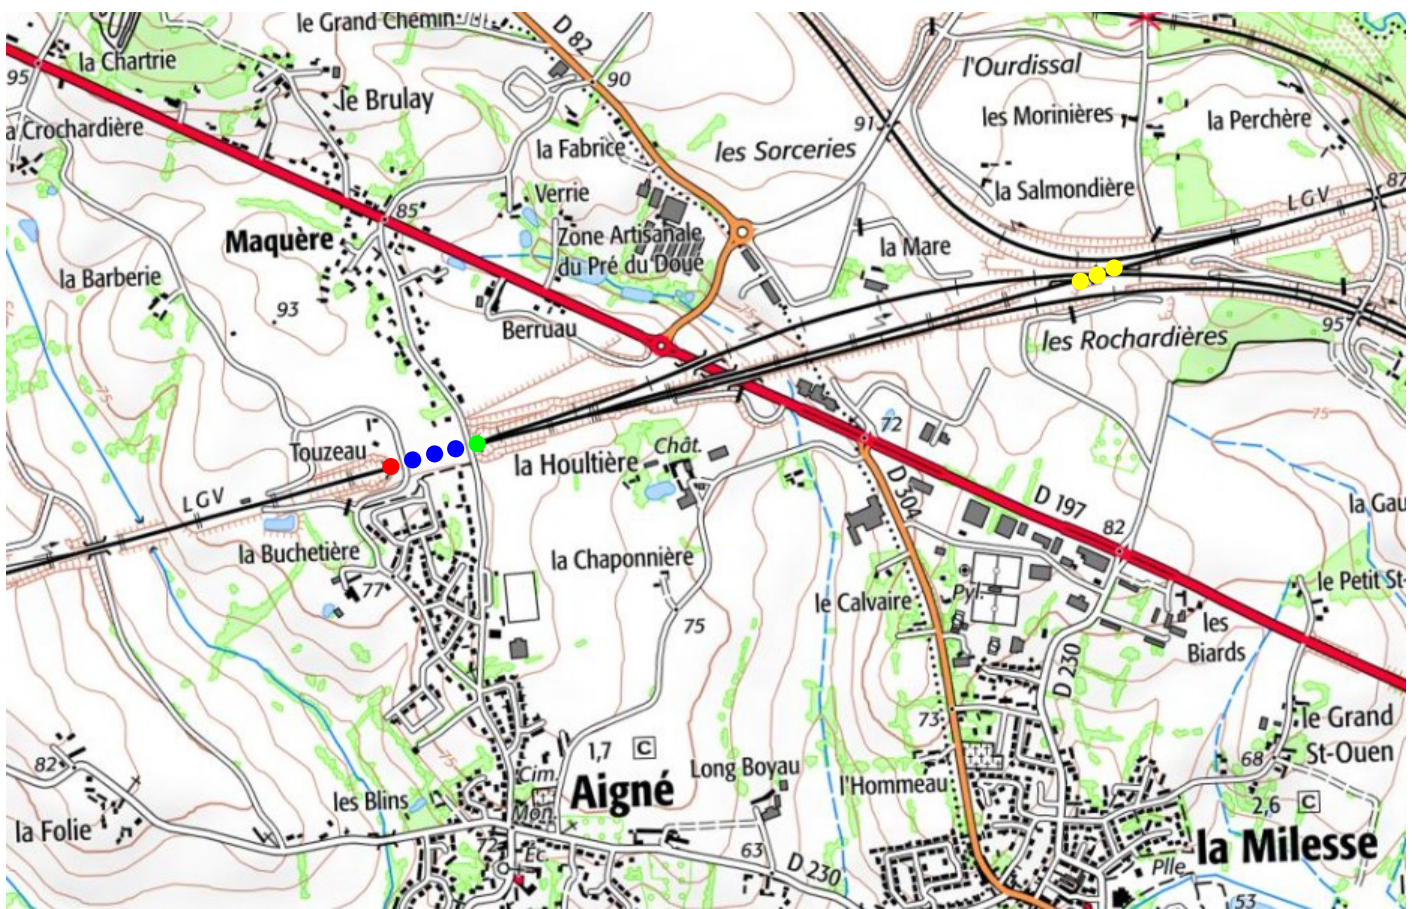 le Grand Chemin
D 82
95
la Chartrie
90
l'Ourdissal
le Brulay
a Crochardière
91
les Morinières
la Perchère
la Fabrice
les Sorceries
Verrie
la Salmondière
87
LGV
85
Maquère
Zone Artisanale
du Pré du Doue
la Mare
la Barberie
93
75
Berruau
95
les Rochardières
75
75
72
Touzeau
Chât.
la Houltière
LGV
D 304
D 197
la Gau
82
la Buchetière
la Chaponnière
77
le Petit St-
le Calvaire
Pyl.
75
les
Biards
D 230
73
le Grand
St-Ouen
1,7 C
82
75
Long Boyau
68
Cim.
l'Hommeau
les Blins
Aigné
2,6 C
Mon.
la Folie
la Milesse
72
Ec.
63
D 230
Plle
53